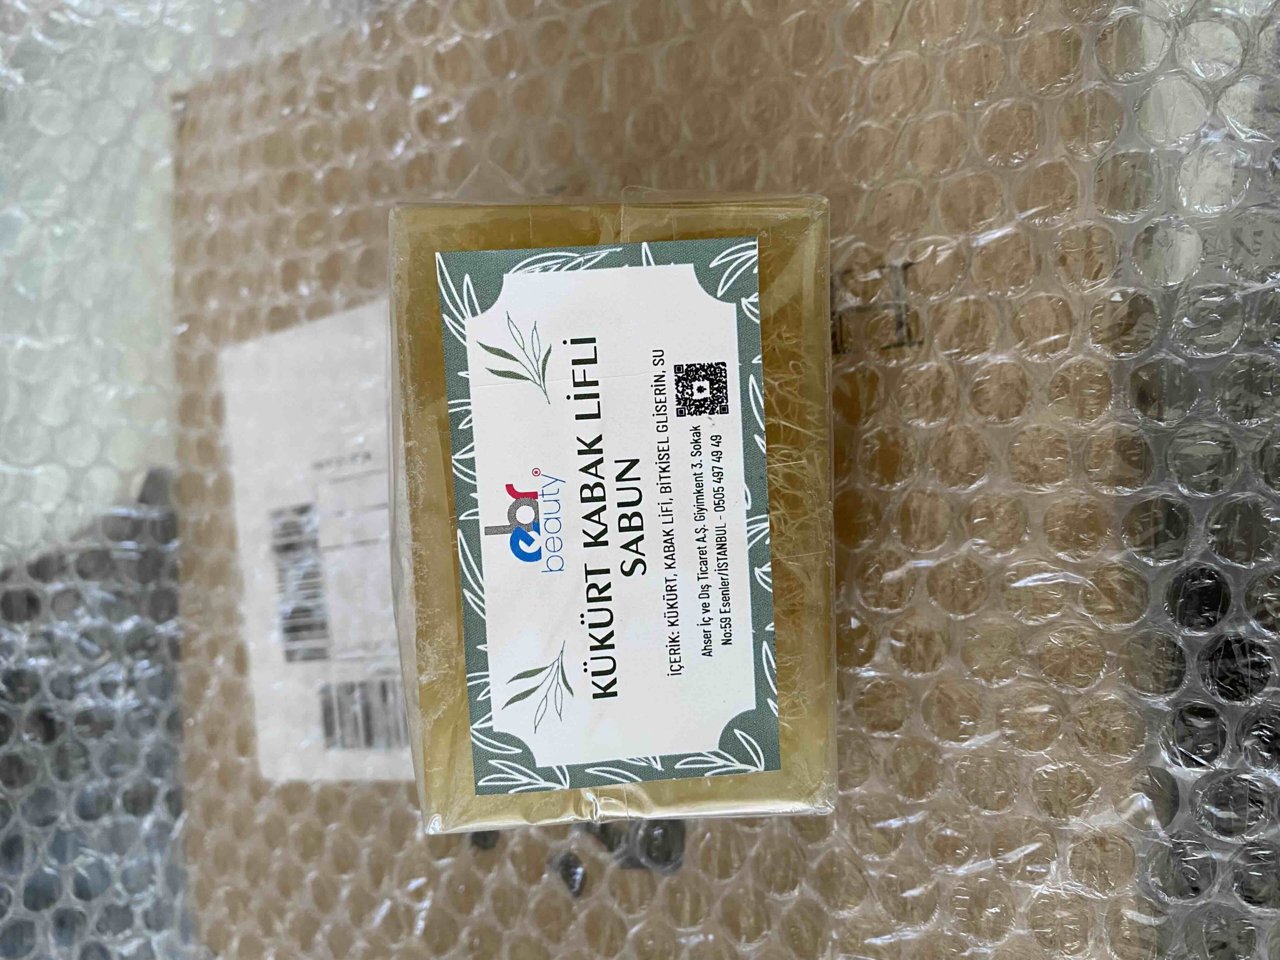 ebr
beauty®
KÜKÜRT KABAK LİFLİ
SABUN
İÇERİK: KÜKÜRT, KABAK LİFİ, BİTKİSEL GLİSERİN, SU
Ahser İç ve Dış Ticaret A.Ş. Giyimkent 3. Sokak
No:59 Esenler/İSTANBUL - 0505 497 49 49